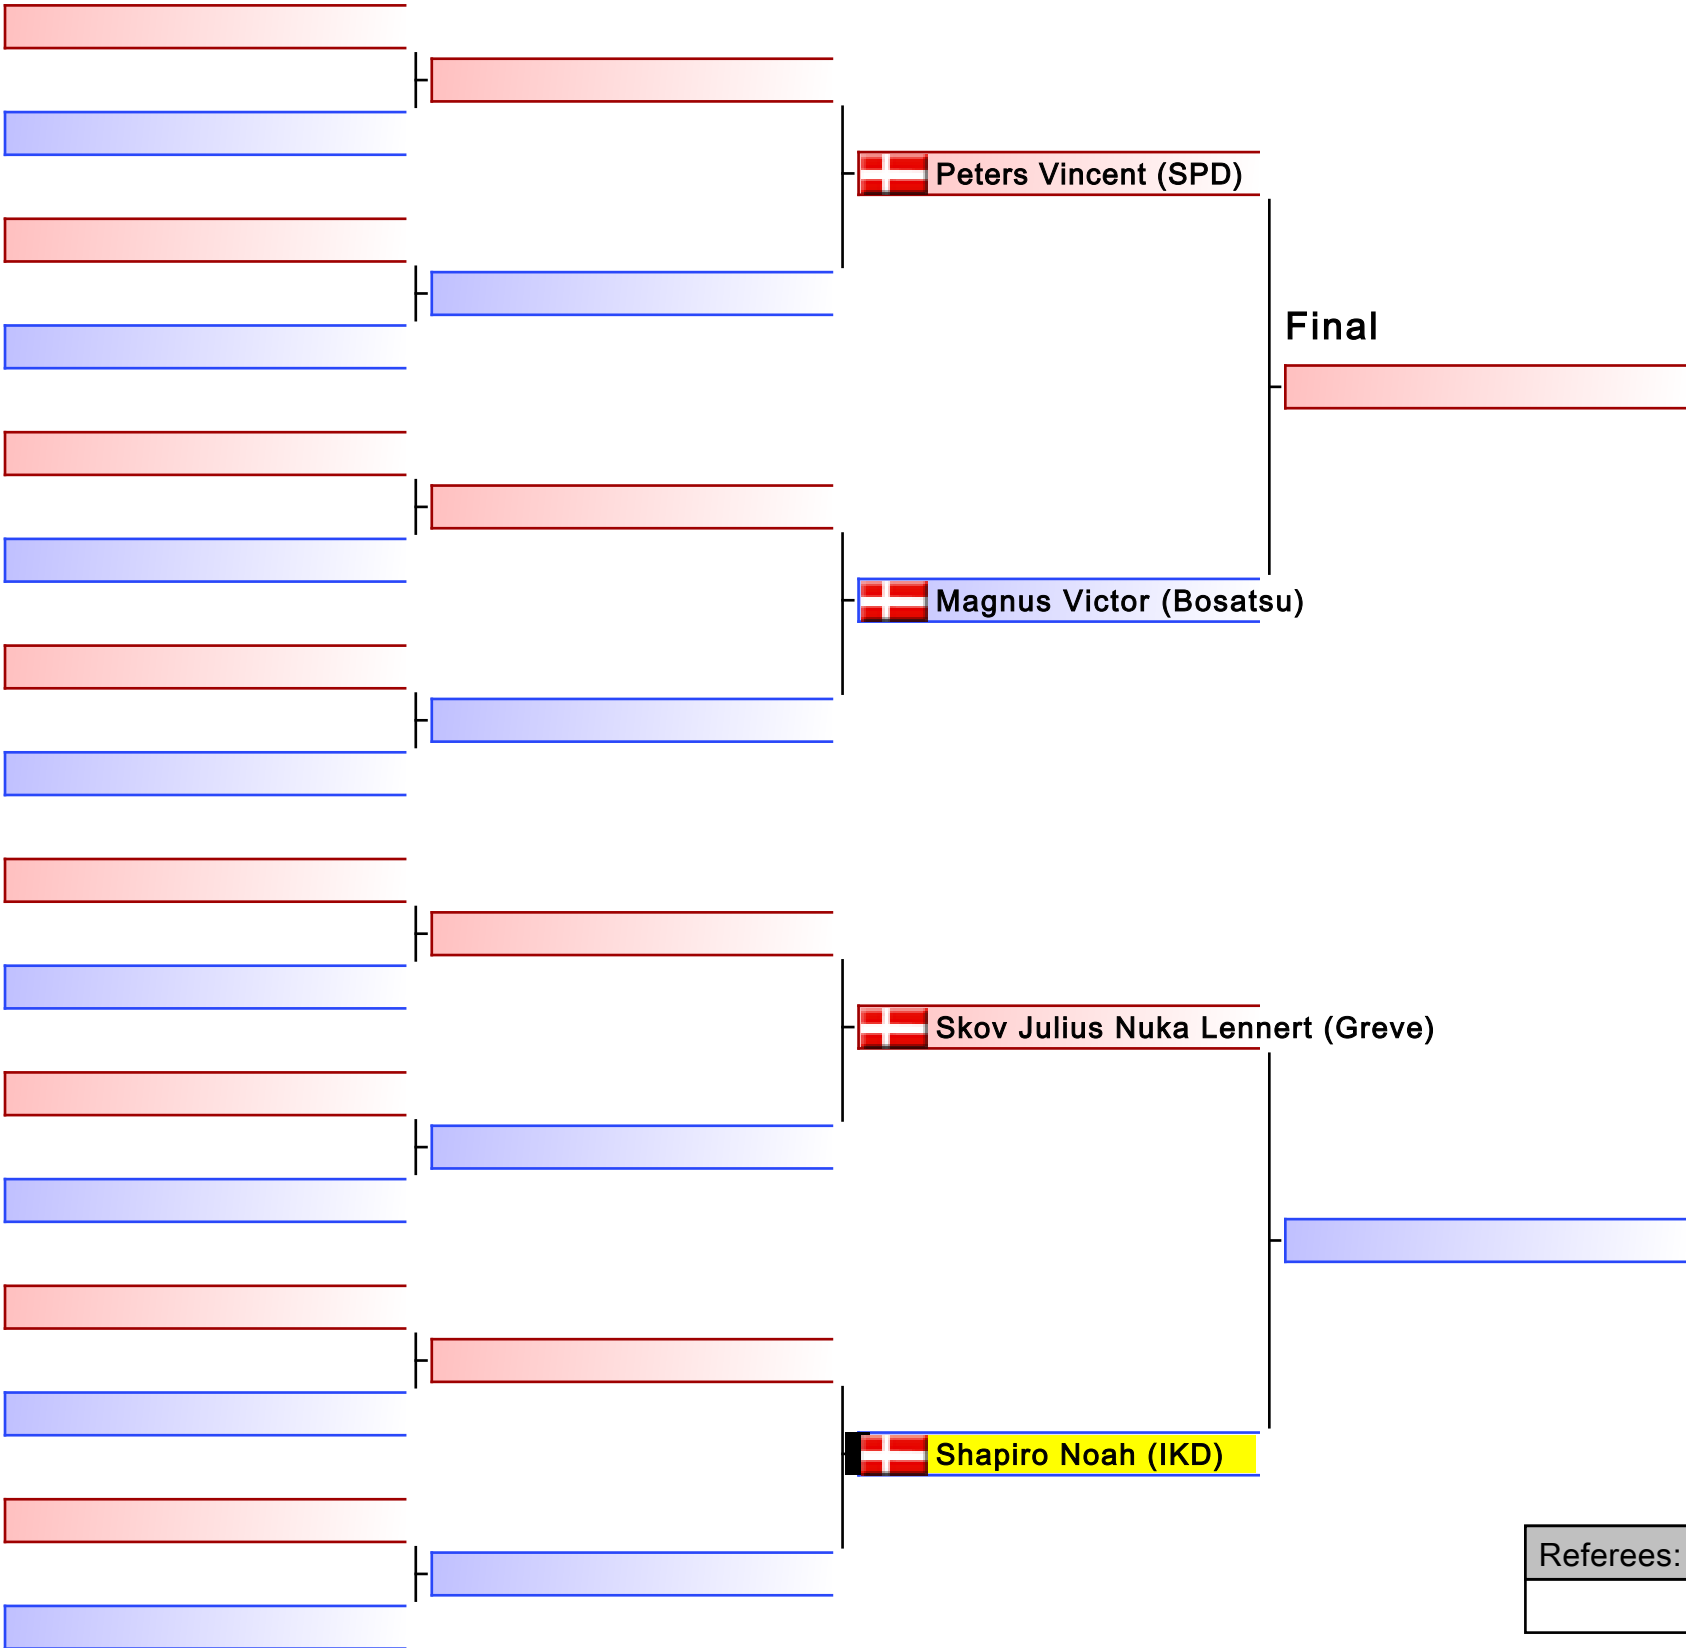 Peters Vincent (SPD)
Final
Magnus Victor (Bosatsu)
Skov Julius Nuka Lennert (Greve)
Shapiro Noah (IKD)
Referees: